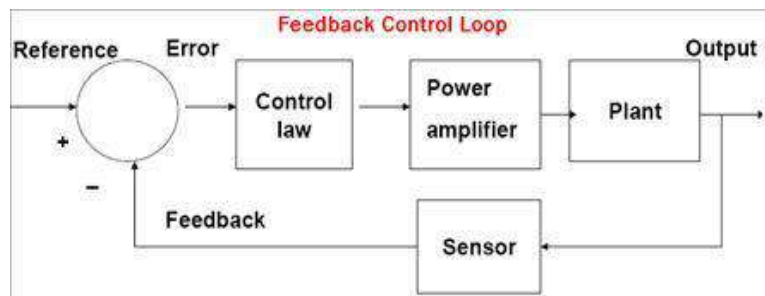 Feedback Control Loop
Reference
Error
Output
Control
law
Power
amplifier
Plant
+
−
Feedback
Sensor